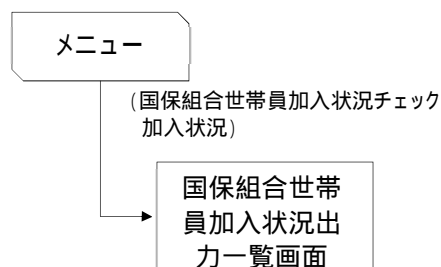 メニュー
(国保組合世帯員加入状況チェック
加入状況)
国保組合世帯
員加入状況出
力一覧画面